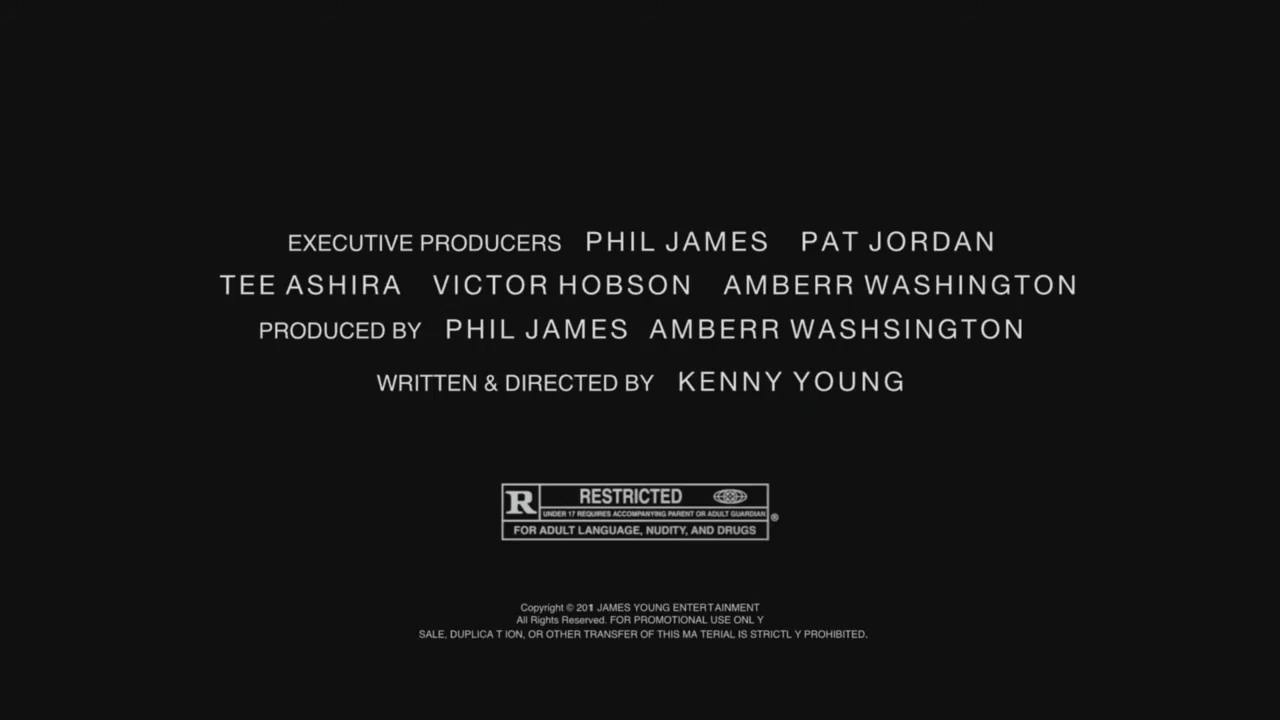 EXECUTIVE PRODUCERS PHIL JAMES PAT JORDAN
TEE ASHIRA VICTOR HOBSON AMBERR WASHINGTON
PRODUCED BY PHIL JAMES AMBERR WASHSINGTON
WRITTEN & DIRECTED BY KENNY YOUNG
R RESTRICTED
UNDER 17 REQUIRES ACCOMPANYING PARENT OR ADULT GUARDIAN ®
FOR ADULT LANGUAGE, NUDITY, AND DRUGS
Copyright © 201 JAMES YOUNG ENTERTAINMENT
All Rights Reserved. FOR PROMOTIONAL USE ONL Y
SALE, DUPLICA T ION, OR OTHER TRANSFER OF THIS MA TERIAL IS STRICTL Y PROHIBITED.